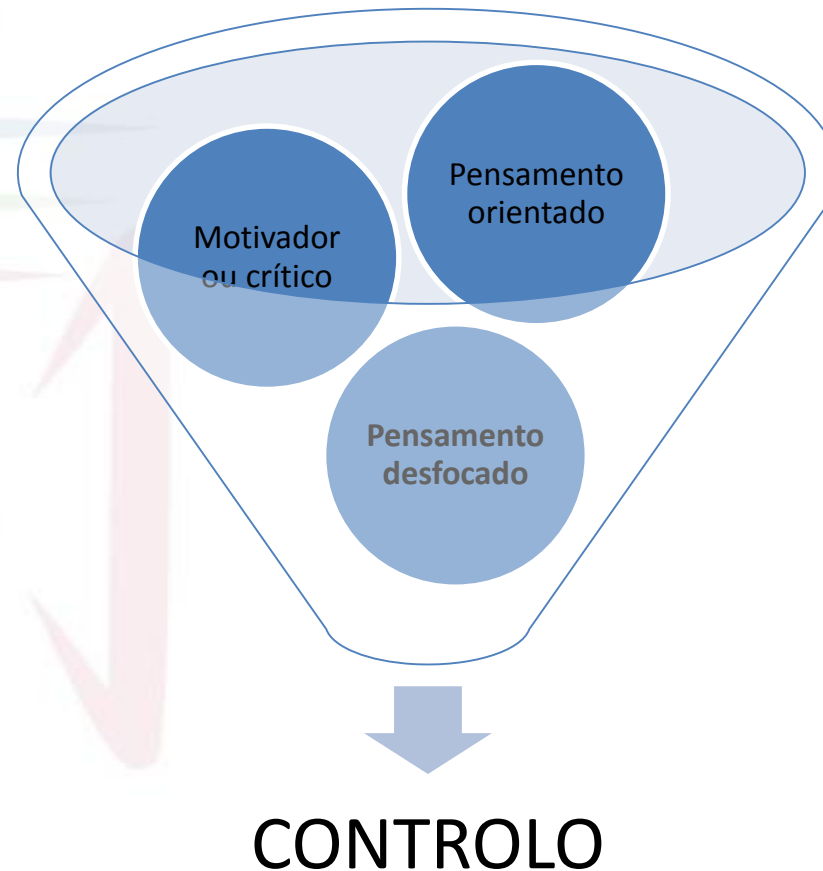 Pensamento
orientado
Motivador
ou crítico
Pensamento
desfocado
CONTROLO